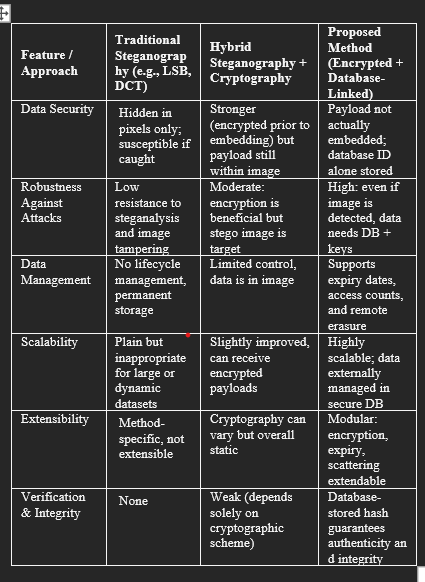 Feature /
Approach
Traditional
Steganograp
hy (e.g., LSB,
DCT)
Hybrid
Steganography +
Cryptography
Proposed
Method
(Encrypted +
Database-
Linked)
Data Security
Hidden in
pixels only;
susceptible if
caught
Stronger
(encrypted prior to
embedding) but
payload still
within image
Payload not
actually
embedded;
database ID
alone stored
Robustness
Against
Attacks
Low
resistance to
steganalysis
and image
tampering
Moderate:
encryption is
beneficial but
stego image is
target
High: even if
image is
detected, data
needs DB +
keys
Data
Management
No lifecycle
management,
permanent
storage
Limited control,
data is in image
Supports
expiry dates,
access counts,
and remote
erasure
Scalability
Plain but
inappropriate
for large or
dynamic
datasets
Slightly improved,
can receive
encrypted
payloads
Highly
scalable; data
externally
managed in
secure DB
Extensibility
Method-
specific, not
extensible
Cryptography can
vary but overall
static
Modular:
encryption,
expiry,
scattering
extendable
Verification
& Integrity
None
Weak (depends
solely on
cryptographic
scheme)
Database-
stored hash
guarantees
authenticity an
d integrity